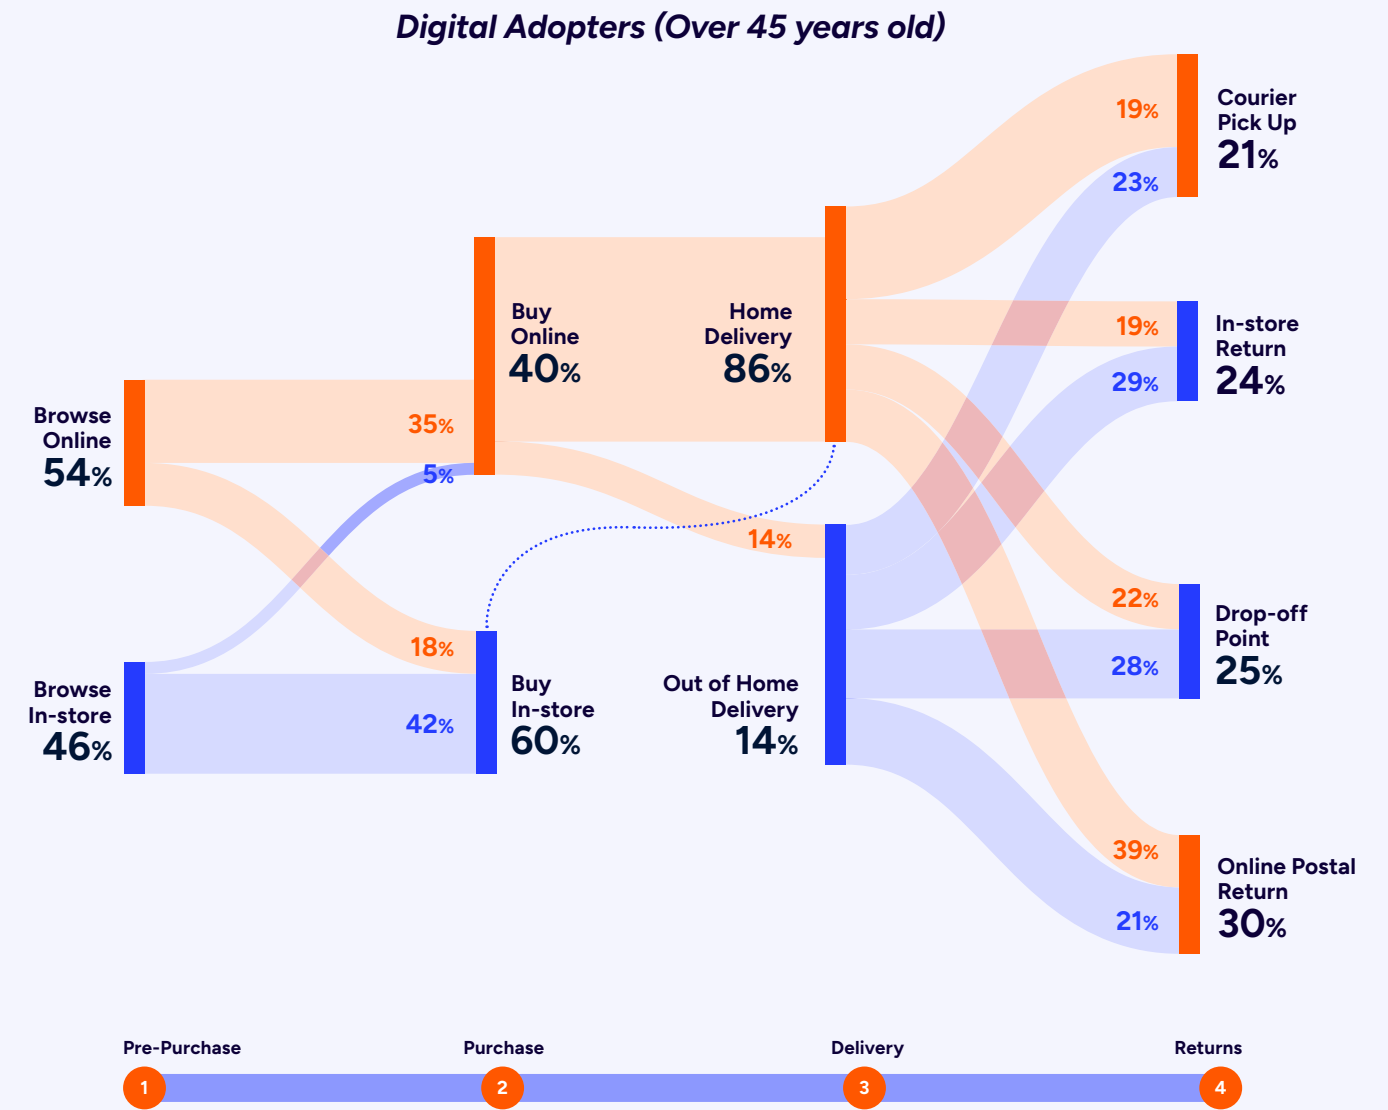 Digital Adopters (Over 45 years old)
Browse
Online
54%
Browse
In-store
46%
35%
5%
18%
42%
Buy
Online
40%
Buy
In-store
60%
Home
Delivery
86%
14%
Out of Home
Delivery
14%
19%
23%
Courier
Pick Up
21%
19%
29%
In-store
Return
24%
22%
28%
Drop-off
Point
25%
39%
21%
Online Postal
Return
30%
Pre-Purchase
Purchase
Delivery
Returns
1
2
3
4